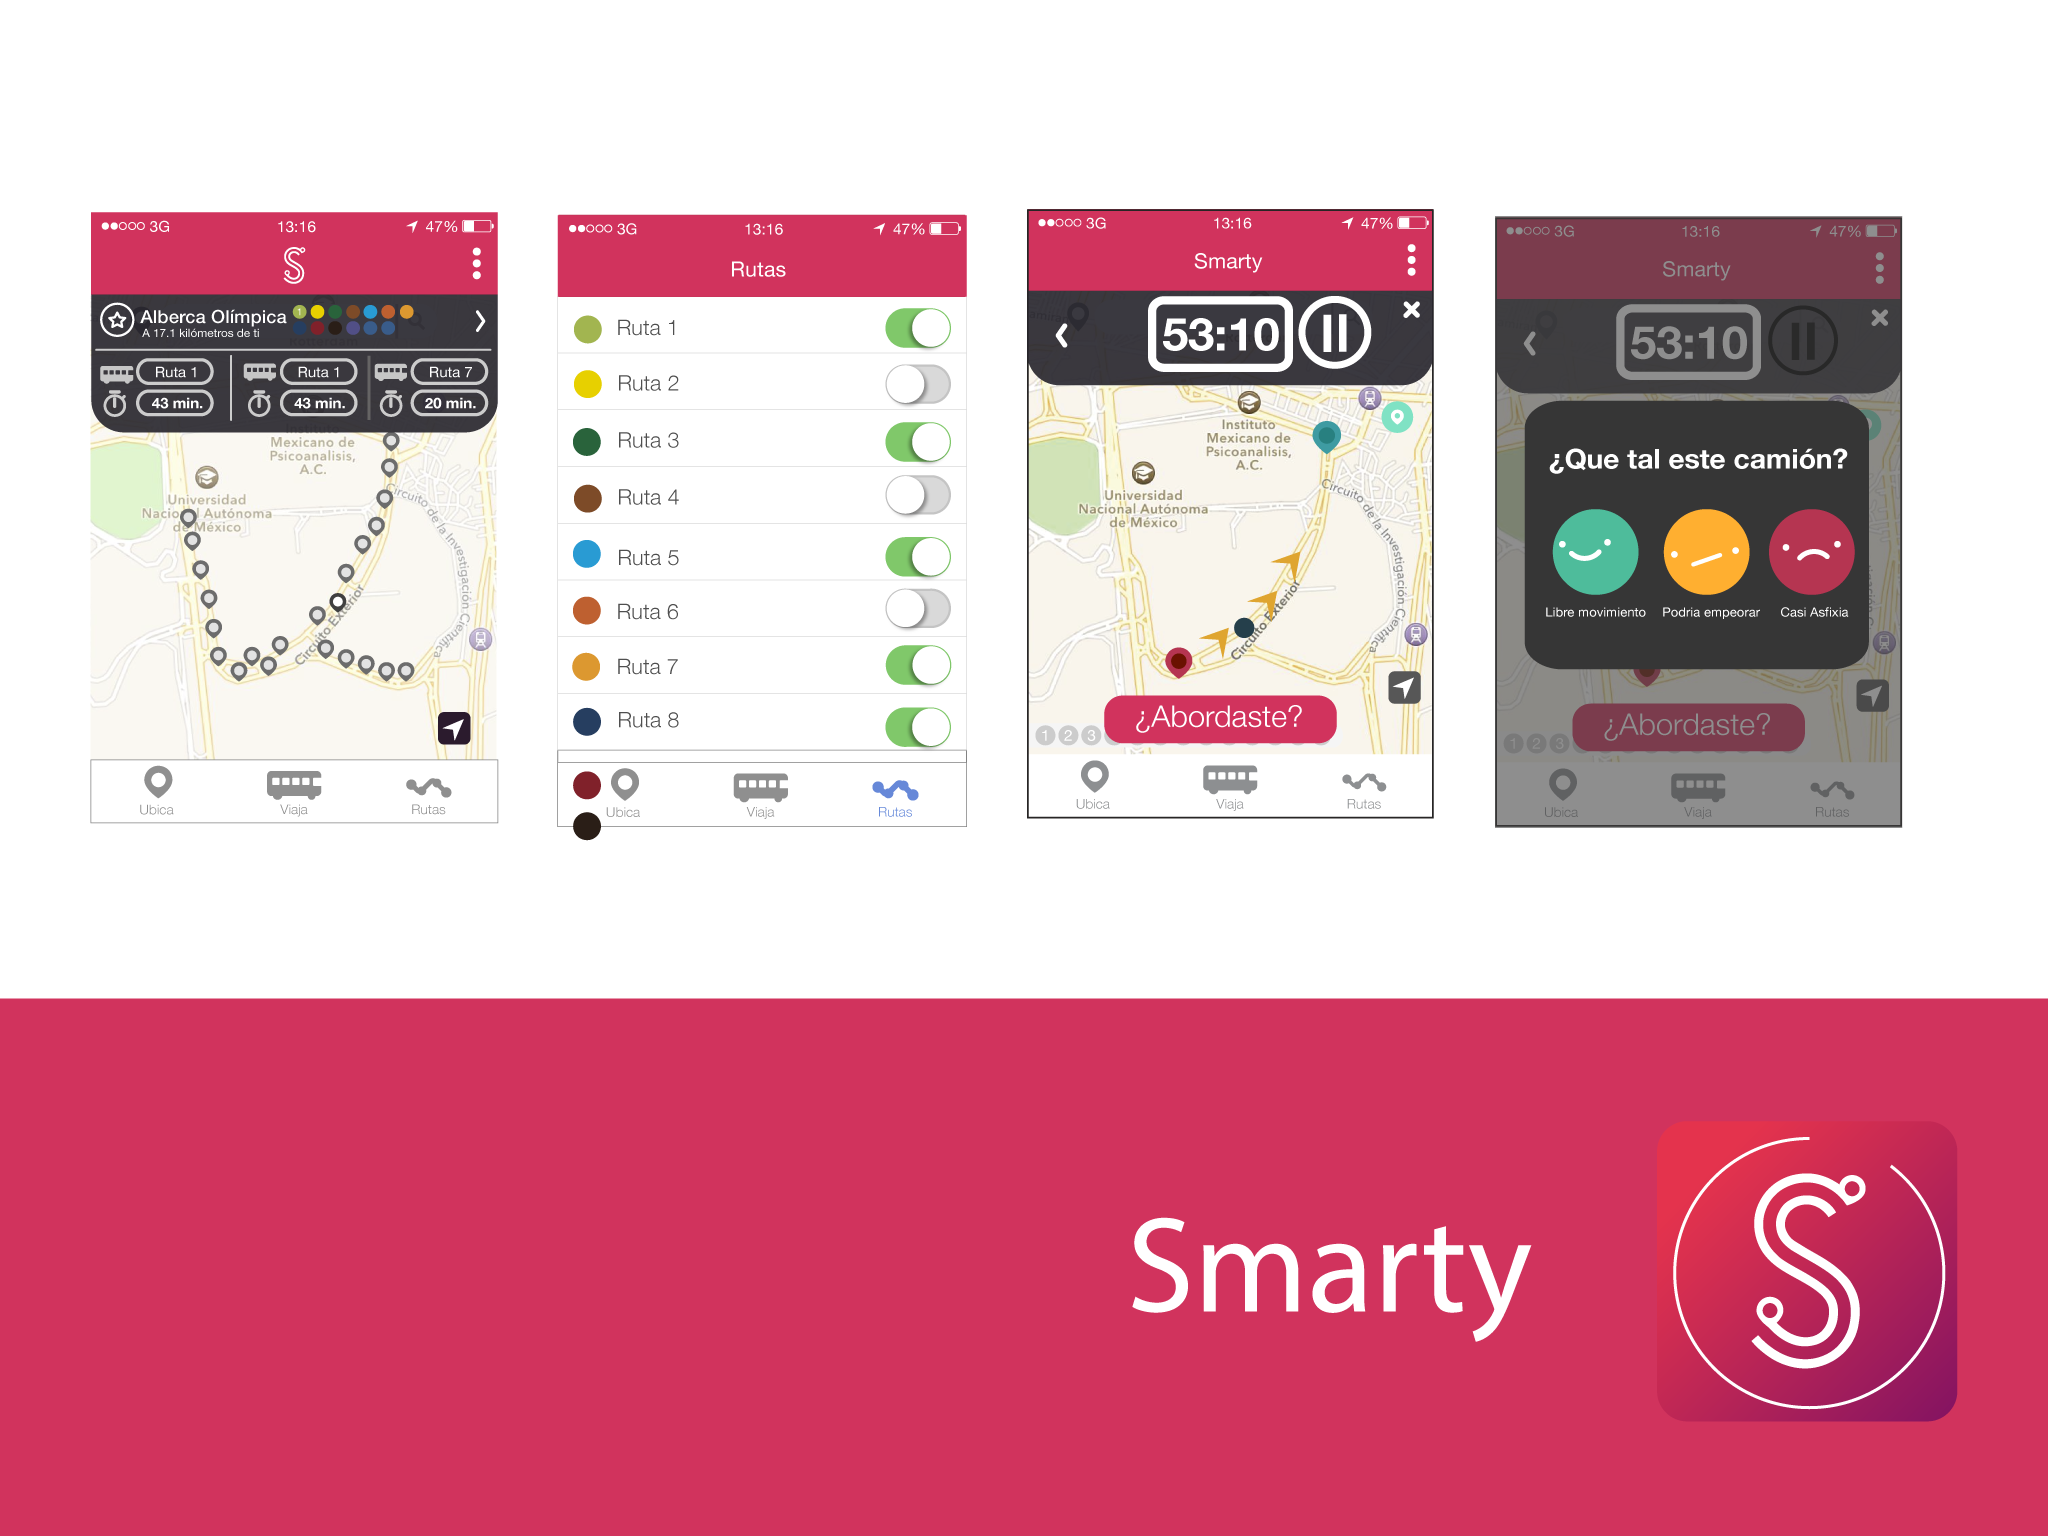 3G 13:16 47%
1
Alberca Olímpica
A 17.1 kilómetros de ti
Ruta 1
43 min.
Ruta 1
43 min.
Ruta 7
20 min.
Instituto
Mexicano de
Psicoanalisis,
A.C.
Universidad
Nacional Autónoma
de México
Circuito de la Investigación Científica
Circuito Exterior
Ubica
Viaja
Rutas
3G 13:16 47%
Rutas
Ruta 1
Ruta 2
Ruta 3
Ruta 4
Ruta 5
Ruta 6
Ruta 7
Ruta 8
Ubica
Viaja
Rutas
3G 13:16 47%
Smarty
53:10
Instituto
Mexicano de
Psicoanalisis,
A.C.
Universidad
Nacional Autónoma
de México
Circuito de la Investigación Científica
Circuito Exterior
¿Abordaste?
1 2 3
Ubica
Viaja
Rutas
3G 13:16 47%
Smarty
53:10
¿Que tal este camión?
Libre movimiento
Podria empeorar
Casi Asfixia
¿Abordaste?
1 2 3
Ubica
Viaja
Rutas
Smarty
S